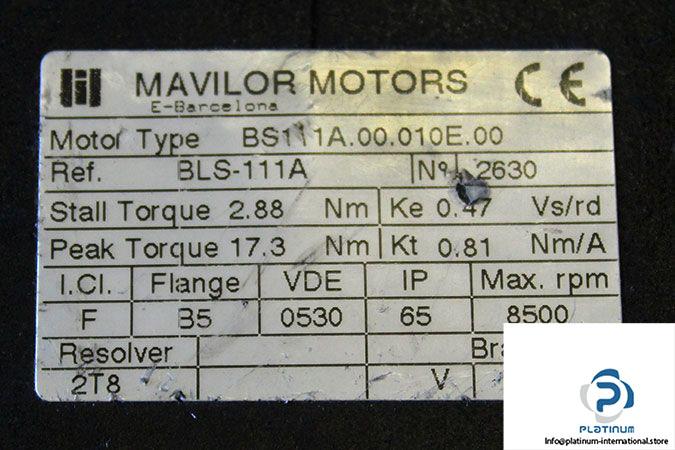 MAVILOR MOTORS CE
E-Barcelona
Motor Type BS111A.00.010E.00
Ref. BLS-111A Nº 2630
Stall Torque 2.88 Nm Ke 0.47 Vs/rd
Peak Torque 17.3 Nm Kt 0.81 Nm/A
I.Cl. Flange VDE IP Max. rpm
F B5 0530 65 8500
Resolver
2T8 V
PLATINUM
Info@platinum-international.store